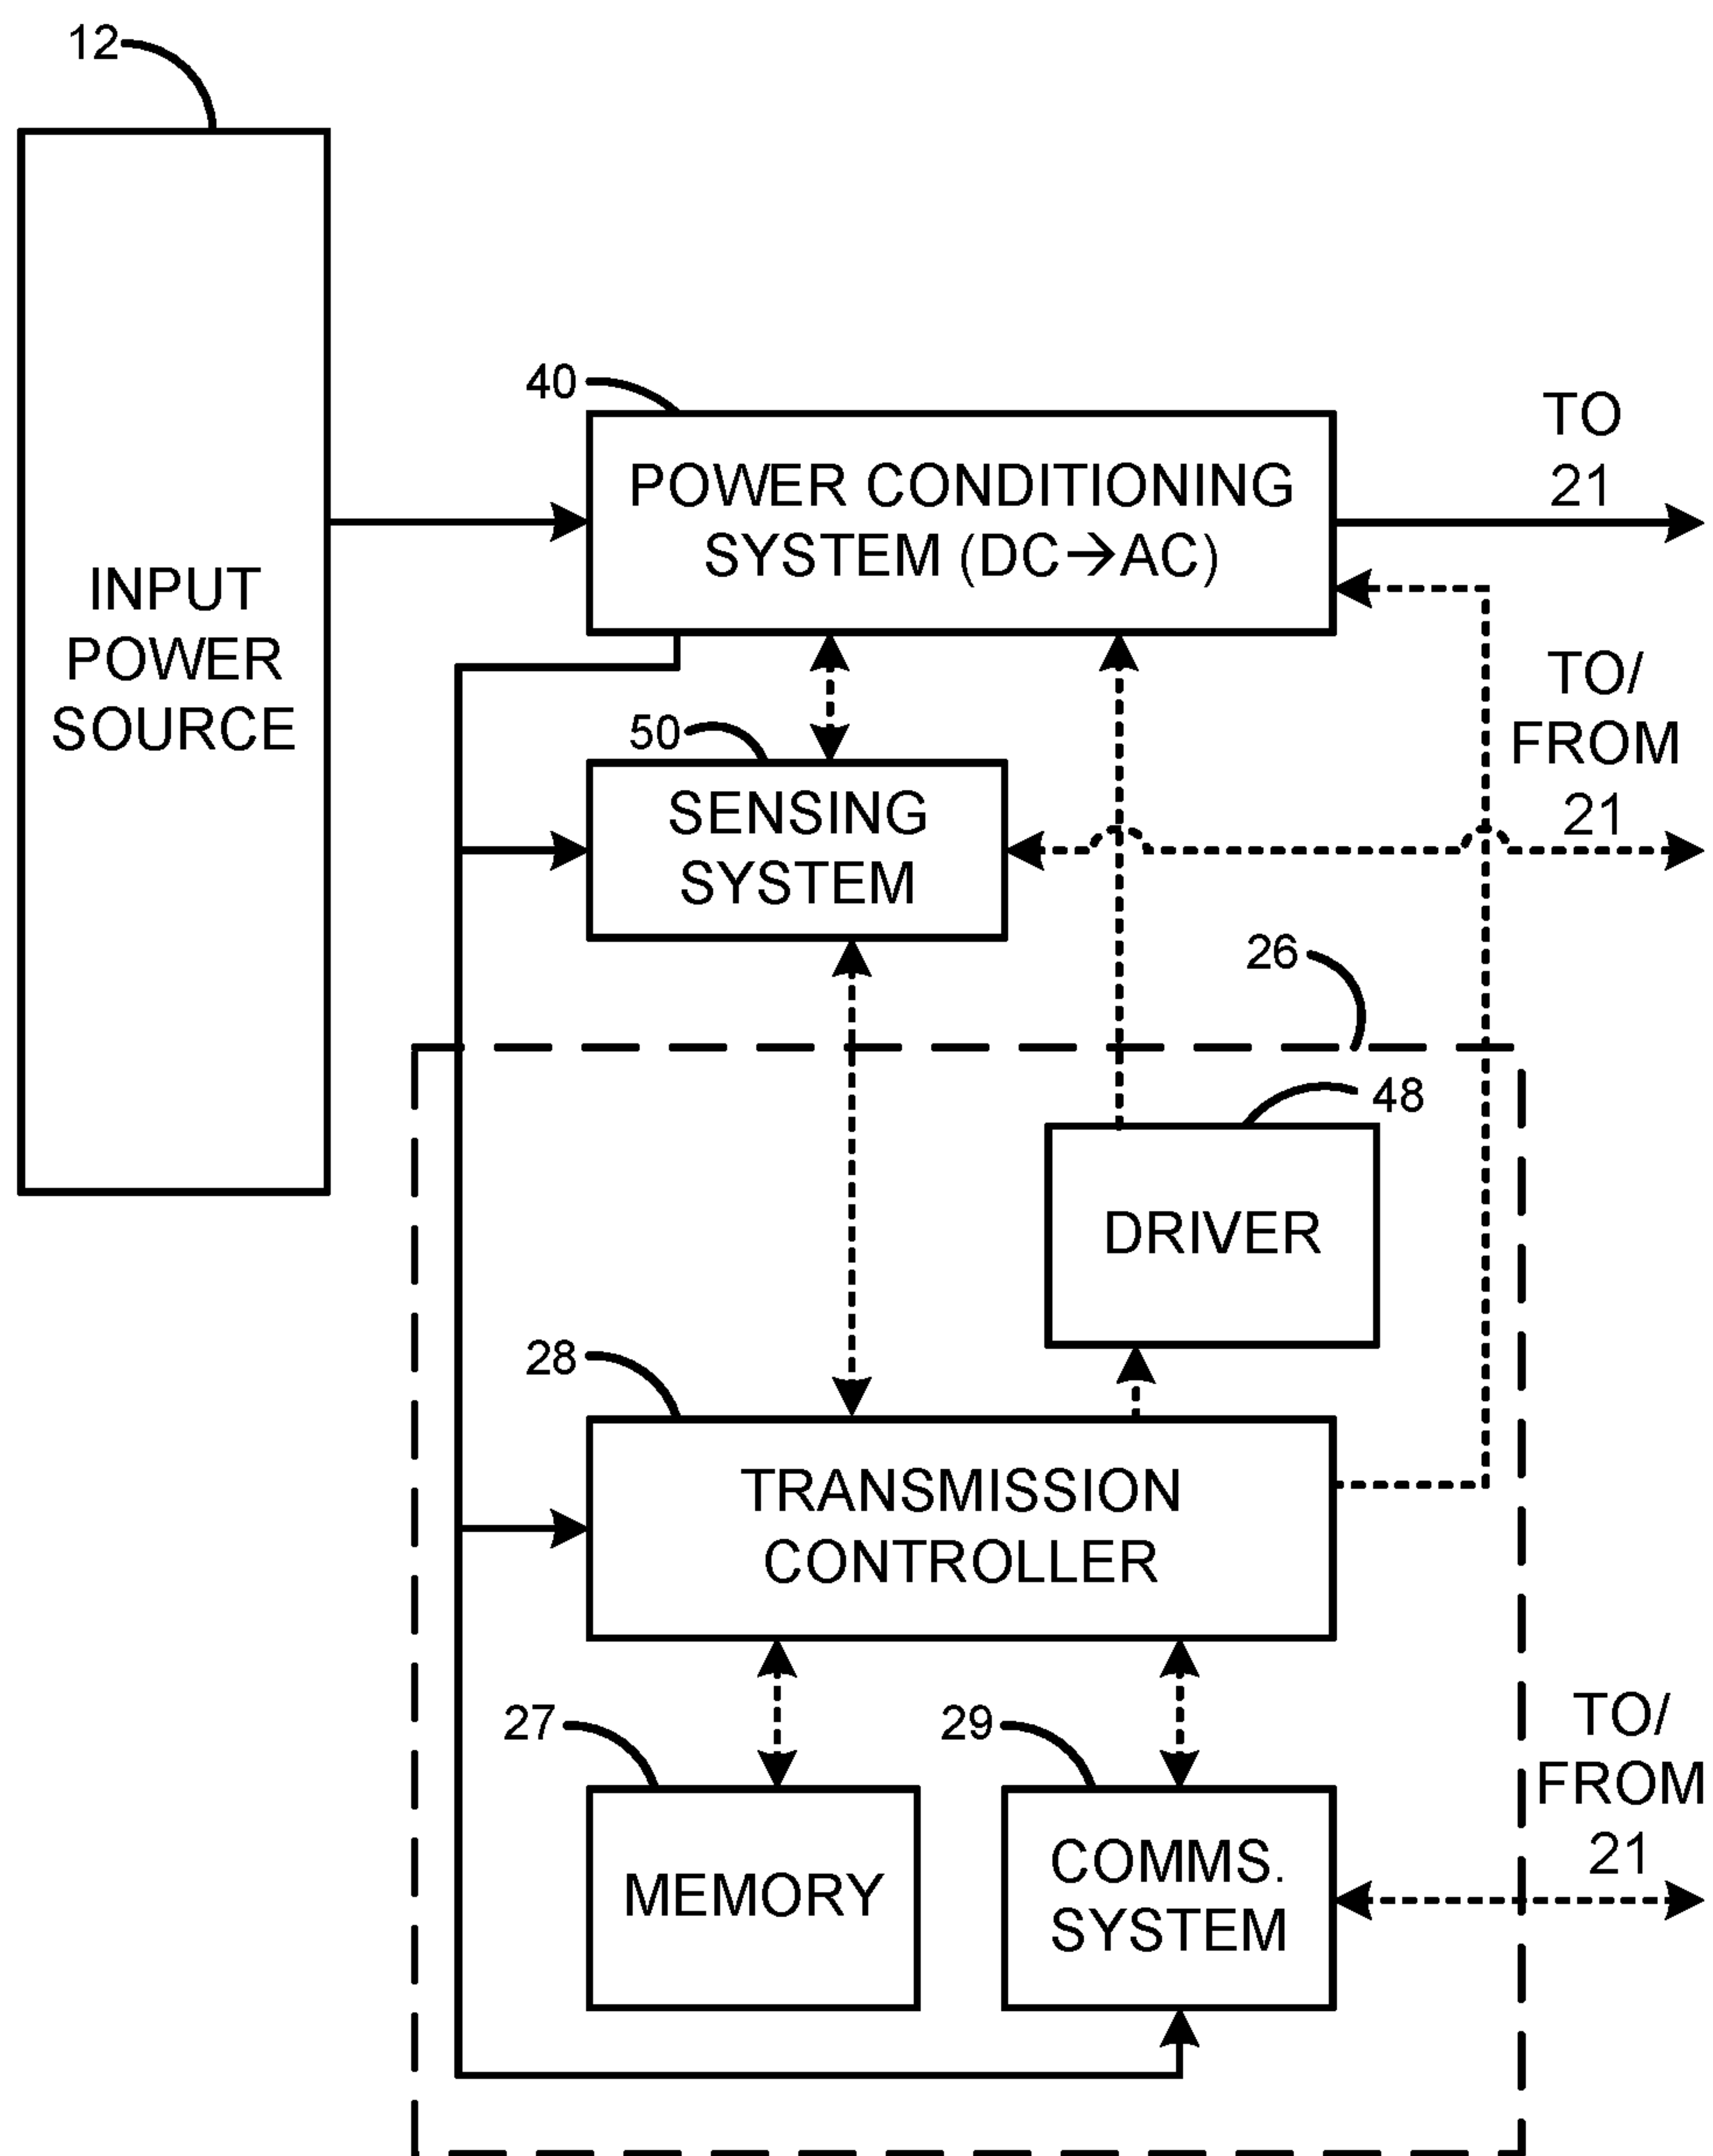 12
INPUT
POWER
SOURCE
40
POWER CONDITIONING
SYSTEM (DC→AC)
TO
21
50
SENSING
SYSTEM
TO/
FROM
21
26
48
DRIVER
28
TRANSMISSION
CONTROLLER
27
MEMORY
29
COMMS.
SYSTEM
TO/
FROM
21